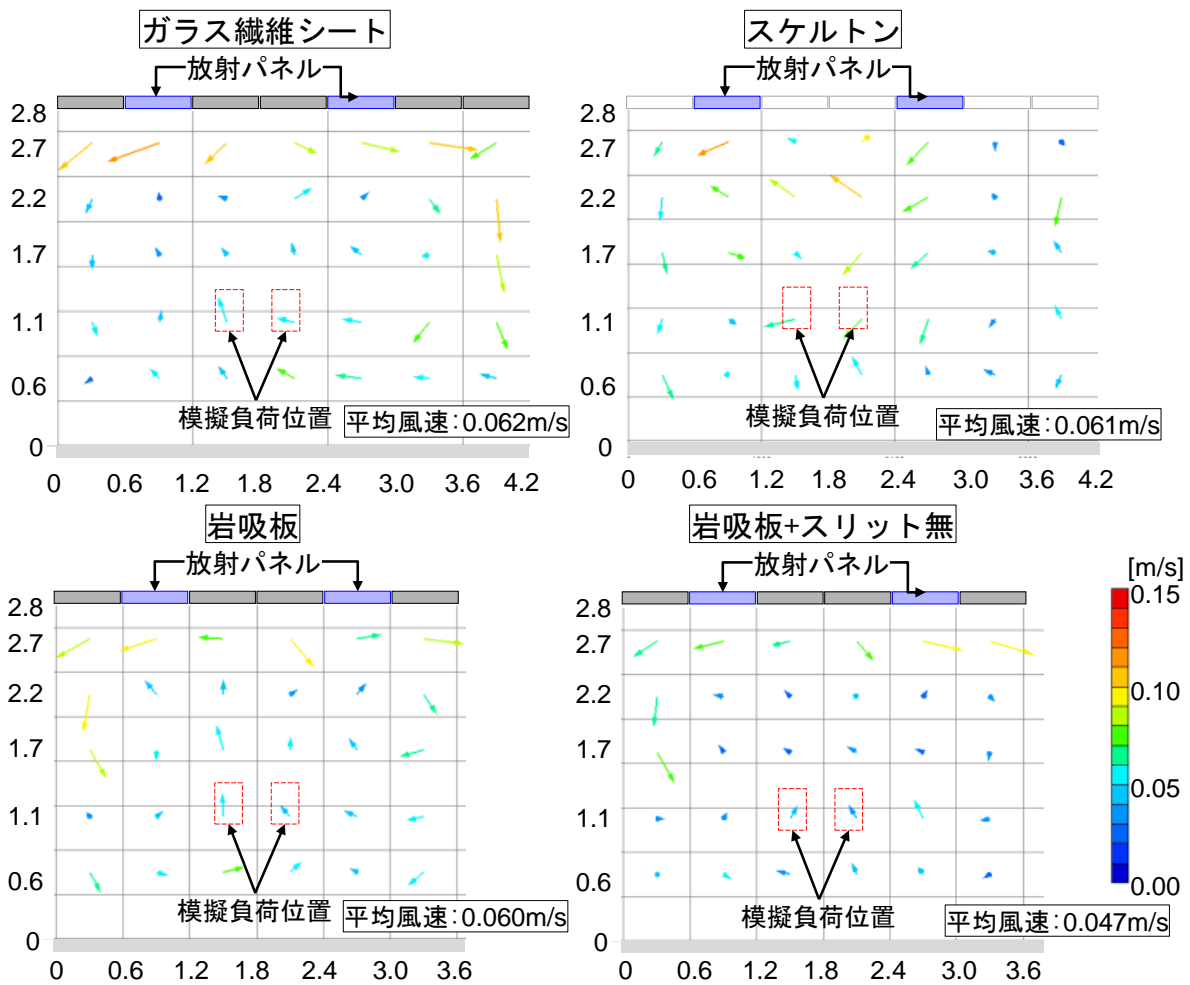 ガラス繊維シート
放射パネル
2.8
2.7
2.2
1.7
1.1
0.6
0
模擬負荷位置
平均風速:0.062m/s
0 0.6 1.2 1.8 2.4 3.0 3.6 4.2
スケルトン
放射パネル
2.8
2.7
2.2
1.7
1.1
0.6
0
模擬負荷位置
平均風速:0.061m/s
0 0.6 1.2 1.8 2.4 3.0 3.6 4.2
岩吸板
放射パネル
2.8
2.7
2.2
1.7
1.1
0.6
0
模擬負荷位置
平均風速:0.060m/s
0 0.6 1.2 1.8 2.4 3.0 3.6
岩吸板+スリット無
放射パネル
2.8
2.7
2.2
1.7
1.1
0.6
0
模擬負荷位置
平均風速:0.047m/s
0 0.6 1.2 1.8 2.4 3.0 3.6
[m/s]
0.15
0.10
0.05
0.00